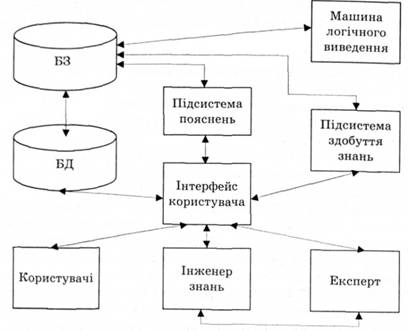 БЗ
Машина
логічного
виведення
Підсистема
пояснень
Підсистема
здобуття
знань
БД
Інтерфейс
користувача
Користувачі
Інженер
знань
Експерт